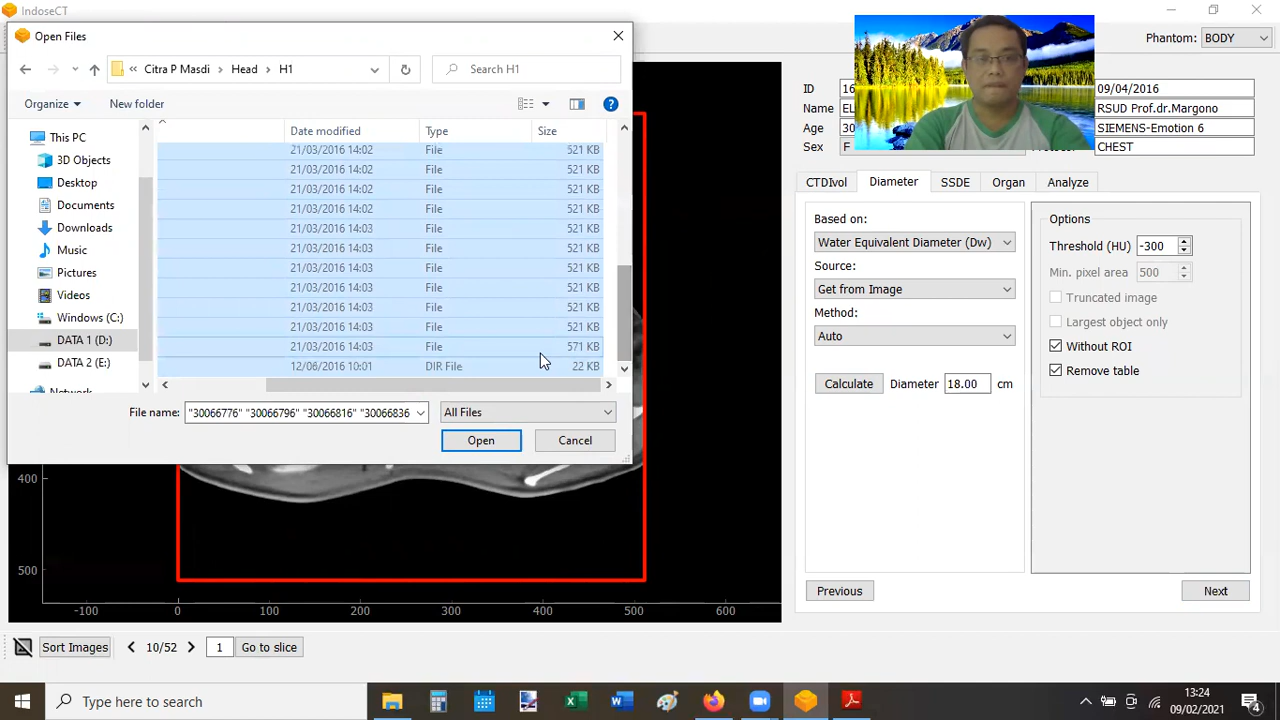 IndoseCT
Open Files
Phantom: BODY
« Citra P Masdi > Head > H1
Search H1
Organize
New folder
This PC
3D Objects
Desktop
Documents
Downloads
Music
Pictures
Videos
Windows (C:)
DATA 1 (D:)
DATA 2 (E:)
Network
Date modified Type Size
21/03/2016 14:02 File 521 KB
21/03/2016 14:02 File 521 KB
21/03/2016 14:02 File 521 KB
21/03/2016 14:02 File 521 KB
21/03/2016 14:02 File 521 KB
21/03/2016 14:02 File 521 KB
21/03/2016 14:03 File 521 KB
21/03/2016 14:03 File 521 KB
21/03/2016 14:03 File 521 KB
21/03/2016 14:03 File 521 KB
21/03/2016 14:03 File 571 KB
12/06/2016 10:01 DIR File 22 KB
File name: "30066776" "30066796" "30066816" "30066836
All Files
Open Cancel
ID 16
Name EL
Age 30
Sex F
09/04/2016
RSUD Prof.dr.Margono
SIEMENS-Emotion 6
CHEST
CTDIvol Diameter SSDE Organ Analyze
Based on:
Water Equivalent Diameter (Dw)
Source:
Get from Image
Method:
Auto
Calculate Diameter 18.00 cm
Options
Threshold (HU) -300
Min. pixel area 500
Truncated image
Largest object only
Without ROI
Remove table
Previous Next
400
500
-100 0 100 200 300 400 500 600
Sort Images 10/52 1 Go to slice
Type here to search
13:24
09/02/2021
4